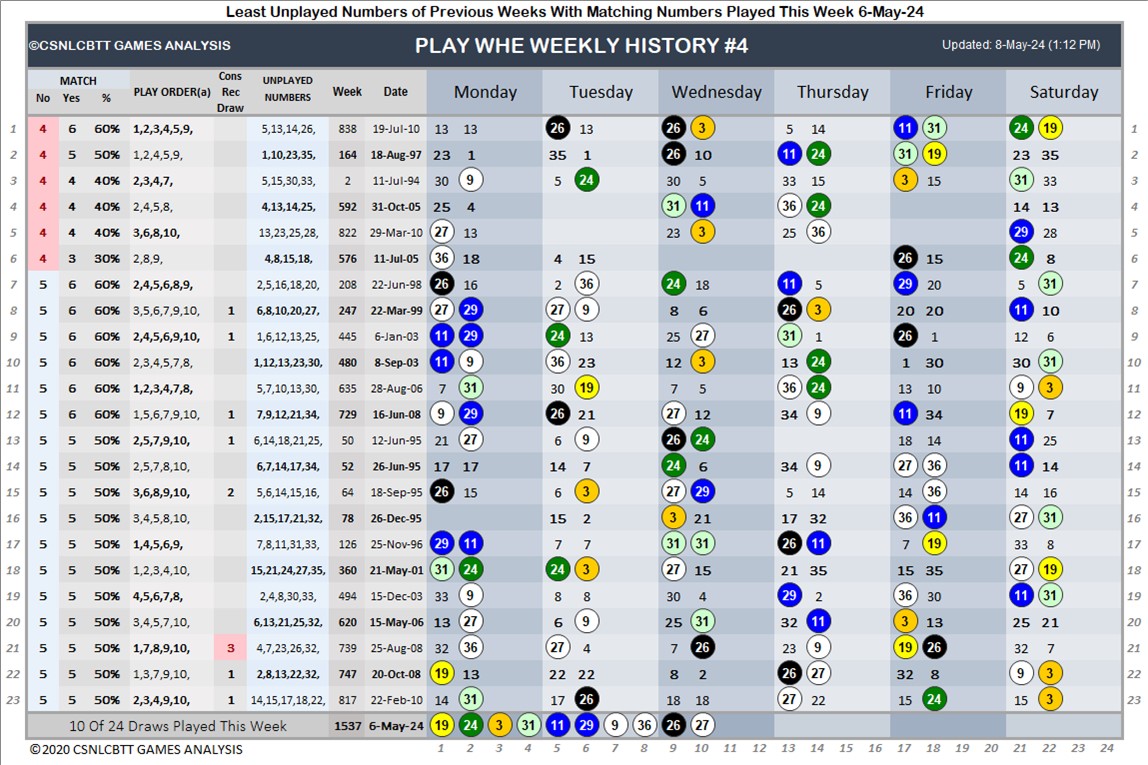 Least Unplayed Numbers of Previous Weeks With Matching Numbers Played This Week 6-May-24
©CSNLCBTT GAMES ANALYSIS PLAY WHE WEEKLY HISTORY #4 Updated: 8-May-24 (1:12 PM)
MATCH No Yes % PLAY ORDER(a) Cons Rec Draw UNPLAYED NUMBERS Week Date Monday Tuesday Wednesday Thursday Friday Saturday
1 4 6 60% 1,2,3,4,5,9, 5,13,14,26, 838 19-Jul-10 13 13 26 13 26 3 5 14 11 31 24 19 1
2 4 5 50% 1,2,4,5,9, 1,10,23,35, 164 18-Aug-97 23 1 35 1 26 10 11 24 31 19 23 35 2
3 4 4 40% 2,3,4,7, 5,15,30,33, 2 11-Jul-94 30 9 5 24 30 5 33 15 3 15 31 33 3
4 4 4 40% 2,4,5,8, 4,13,14,25, 592 31-Oct-05 25 4 31 11 36 24 14 13 4
5 4 4 40% 3,6,8,10, 13,23,25,28, 822 29-Mar-10 27 13 23 3 25 36 29 28 5
6 4 3 30% 2,8,9, 4,8,15,18, 576 11-Jul-05 36 18 4 15 26 15 24 8 6
7 5 6 60% 2,4,5,6,8,9, 2,5,16,18,20, 208 22-Jun-98 26 16 2 36 24 18 11 5 29 20 5 31 7
8 5 6 60% 3,5,6,7,9,10, 1 6,8,10,20,27, 247 22-Mar-99 27 29 27 9 8 6 26 3 20 20 11 10 8
9 5 6 60% 2,4,5,6,9,10, 1 1,6,12,13,25, 445 6-Jan-03 11 29 24 13 25 27 31 1 26 1 12 6 9
10 5 6 60% 2,3,4,5,7,8, 1,12,13,23,30, 480 8-Sep-03 11 9 36 23 12 3 13 24 1 30 30 31 10
11 5 6 60% 1,2,3,4,7,8, 5,7,10,13,30, 635 28-Aug-06 7 31 30 19 7 5 36 24 13 10 9 3 11
12 5 6 60% 1,5,6,7,9,10, 1 7,9,12,21,34, 729 16-Jun-08 9 29 26 21 27 12 34 9 11 34 19 7 12
13 5 5 50% 2,5,7,9,10, 1 6,14,18,21,25, 50 12-Jun-95 21 27 6 9 26 24 18 14 11 25 13
14 5 5 50% 2,5,7,8,10, 6,7,14,17,34, 52 26-Jun-95 17 17 14 7 24 6 34 9 27 36 11 14 14
15 5 5 50% 3,6,8,9,10, 2 5,6,14,15,16, 64 18-Sep-95 26 15 6 3 27 29 5 14 14 36 14 16 15
16 5 5 50% 3,4,5,8,10, 2,15,17,21,32, 78 26-Dec-95 15 2 3 21 17 32 36 11 27 31 16
17 5 5 50% 1,4,5,6,9, 7,8,11,31,33, 126 25-Nov-96 29 11 7 7 31 31 26 11 7 19 33 8 17
18 5 5 50% 1,2,3,4,10, 15,21,24,27,35, 360 21-May-01 31 24 24 3 27 15 21 35 15 35 27 19 18
19 5 5 50% 4,5,6,7,8, 2,4,8,30,33, 494 15-Dec-03 33 9 8 8 30 4 29 2 36 30 11 31 19
20 5 5 50% 3,4,5,7,10, 6,13,21,25,32, 620 15-May-06 13 27 6 9 25 31 32 11 3 13 25 21 20
21 5 5 50% 1,7,8,9,10, 3 4,7,23,26,32, 739 25-Aug-08 32 36 27 4 7 26 23 9 19 26 32 7 21
22 5 5 50% 1,3,7,9,10, 1 2,8,13,22,32, 747 20-Oct-08 19 13 22 22 8 2 26 27 32 8 9 3 22
23 5 5 50% 2,3,4,9,10, 1 14,15,17,18,22, 817 22-Feb-10 14 31 17 26 18 18 27 22 15 24 15 3 23
10 Of 24 Draws Played This Week 1537 6-May-24 19 24 3 31 11 29 9 36 26 27
© 2020 CSNLCBTT GAMES ANALYSIS 1 2 3 4 5 6 7 8 9 10 11 12 13 14 15 16 17 18 19 20 21 22 23 24